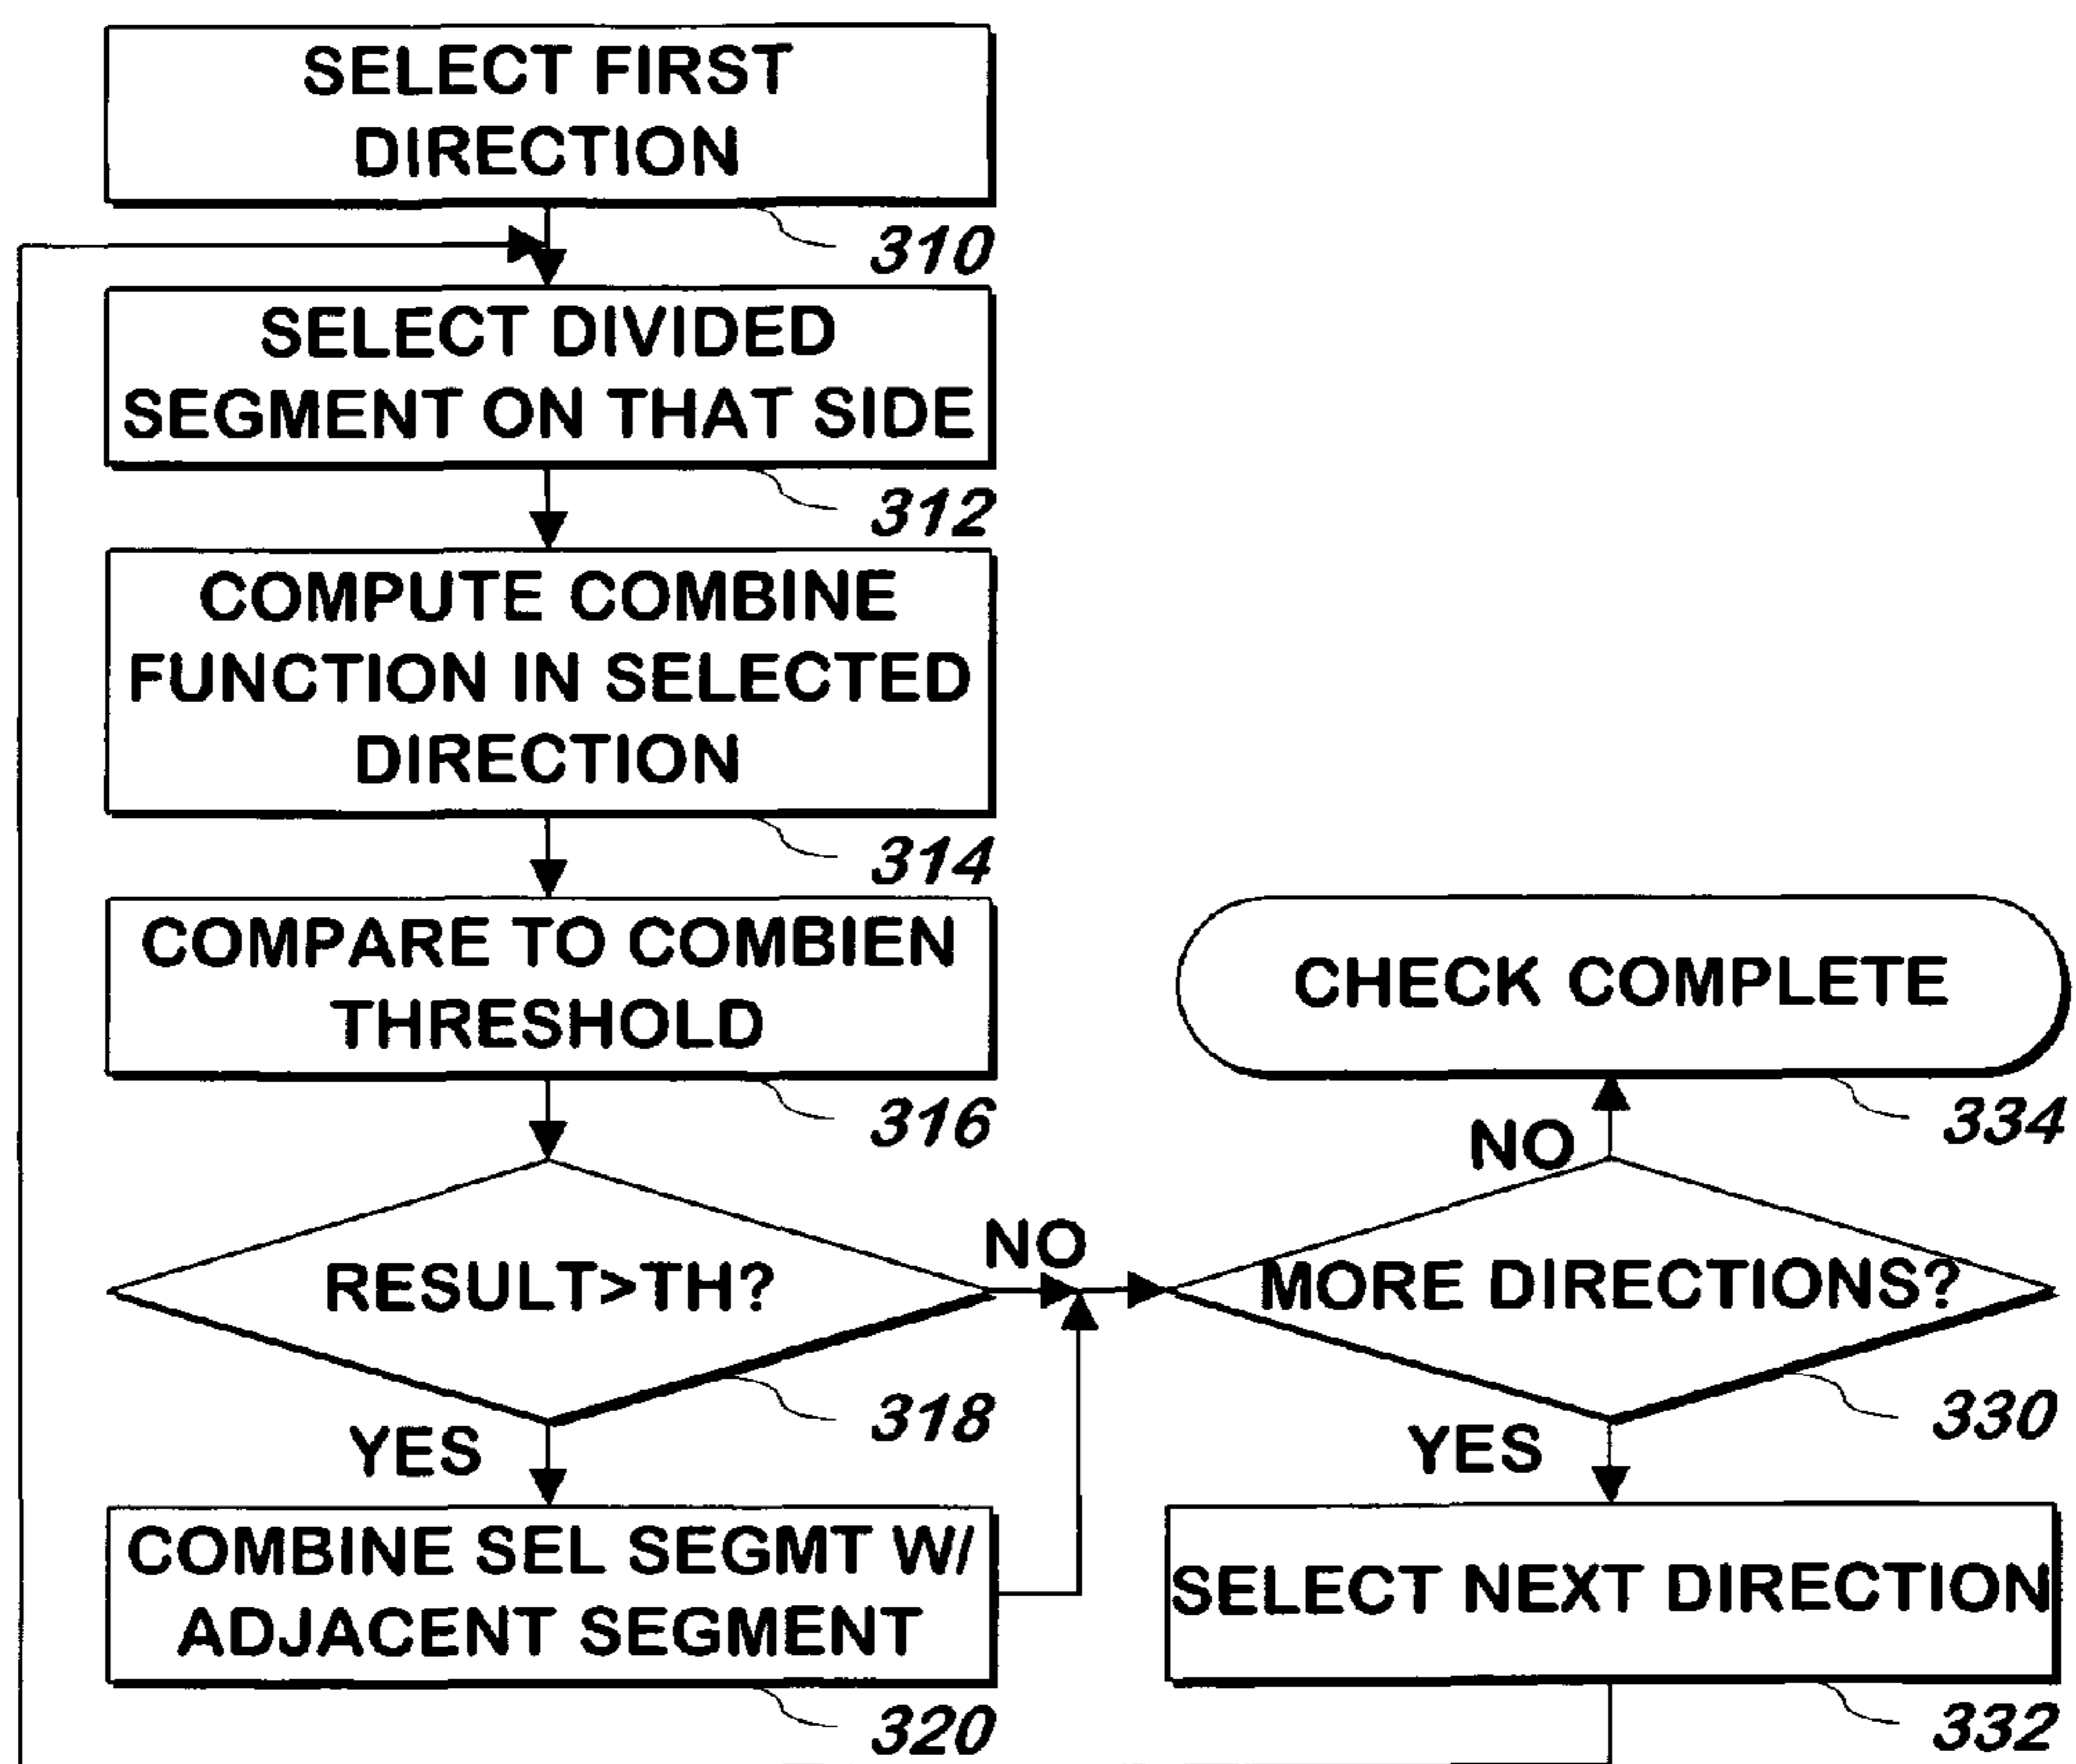 SELECT FIRST
DIRECTION
310
SELECT DIVIDED
SEGMENT ON THAT SIDE
312
COMPUTE COMBINE
FUNCTION IN SELECTED
DIRECTION
314
COMPARE TO COMBIEN
THRESHOLD
316
RESULT>TH?
NO
318
YES
COMBINE SEL SEGMT W/
ADJACENT SEGMENT
320
CHECK COMPLETE
334
NO
MORE DIRECTIONS?
330
YES
SELECT NEXT DIRECTION
332